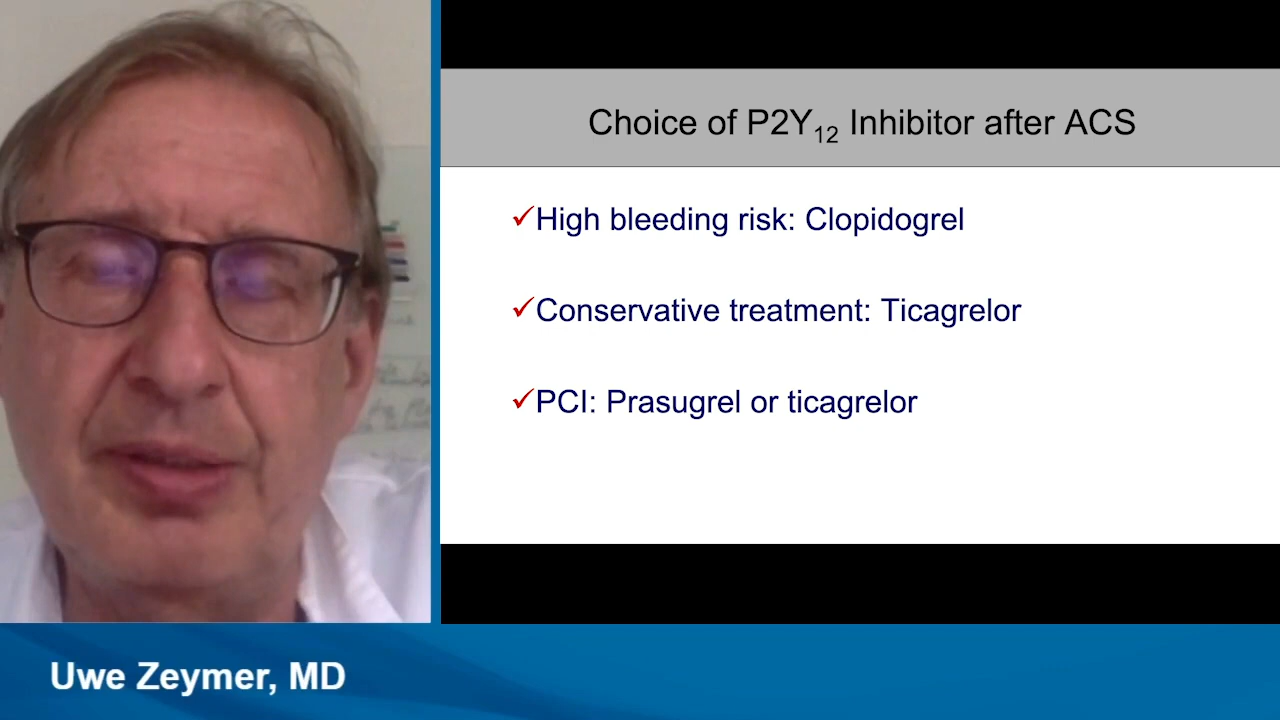 Choice of P2Y12 Inhibitor after ACS
✓High bleeding risk: Clopidogrel
✓Conservative treatment: Ticagrelor
✓PCI: Prasugrel or ticagrelor
Uwe Zeymer, MD